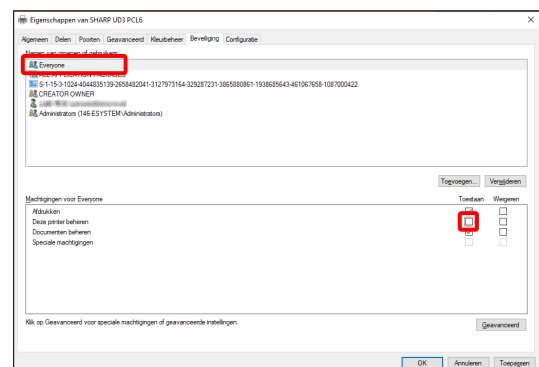 Eigenschappen van SHARP UD3 PCL6
Algemeen Delen Poorten Geavanceerd Kleurbeheer Beveiliging Configuratie
Namen van groepen of gebruikers:
Everyone
ALL APPLICATION PACKAGES
S-1-15-3-1024-4044835139-2658482041-3127973164-329287231-3865880861-1938685643-461067658-1087000422
CREATOR OWNER
Administrators (146-ESYSTEM\Administrators)
Toevoegen... Verwijderen
Machtigingen voor Everyone Toestaan Weigeren
Afdrukken
Deze printer beheren
Documenten beheren
Speciale machtigingen
Klik op Geavanceerd voor speciale machtigingen of geavanceerde instellingen.
Geavanceerd
OK Annuleren Toepassen